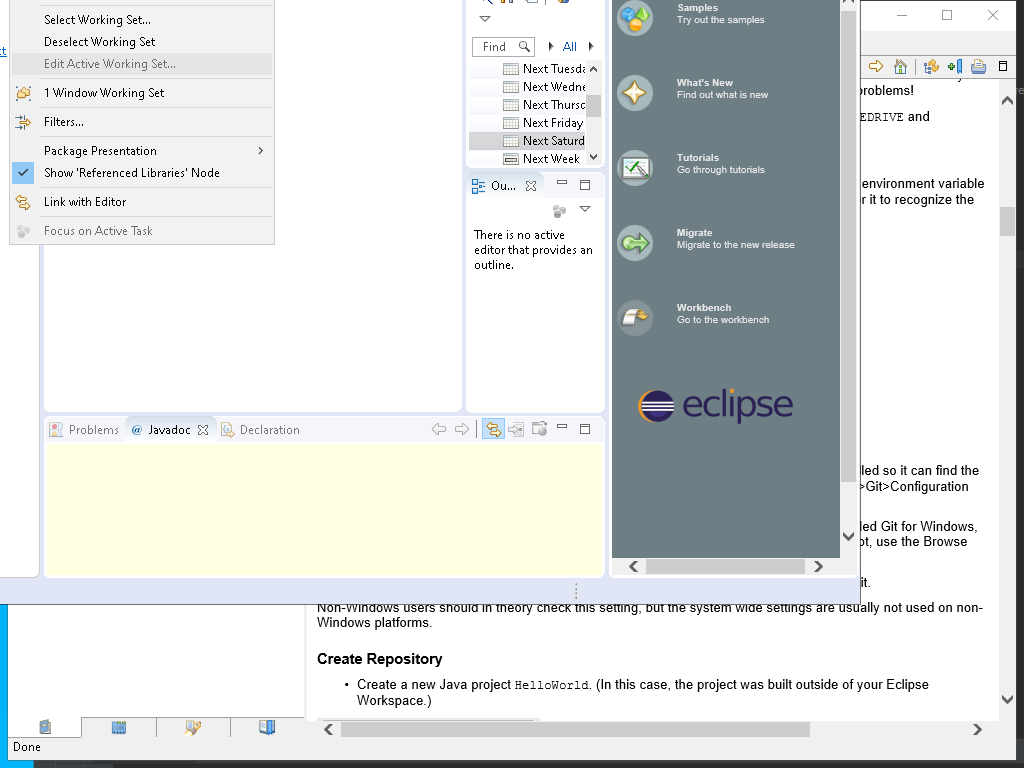 Select Working Set...
Deselect Working Set
Edit Active Working Set...
1 Window Working Set
Filters...
Package Presentation
Show 'Referenced Libraries' Node
Link with Editor
Focus on Active Task
Find
All
Next Tuesda
Next Wedne
Next Thursd
Next Friday
Next Saturd
Next Week
Ou...
There is no active
editor that provides an
outline.
Problems
@ Javadoc
Declaration
Samples
Try out the samples
What's New
Find out what is new
Tutorials
Go through tutorials
Migrate
Migrate to the new release
Workbench
Go to the workbench
eclipse
problems!
EDRIVE and
environment variable
r it to recognize the
led so it can find the
>Git>Configuration
led Git for Windows,
ot, use the Browse
it.
Non-Windows users should in theory check this setting, but the system wide settings are usually not used on non-
Windows platforms.
Create Repository
• Create a new Java project HelloWorld. (In this case, the project was built outside of your Eclipse
Workspace.)
Done